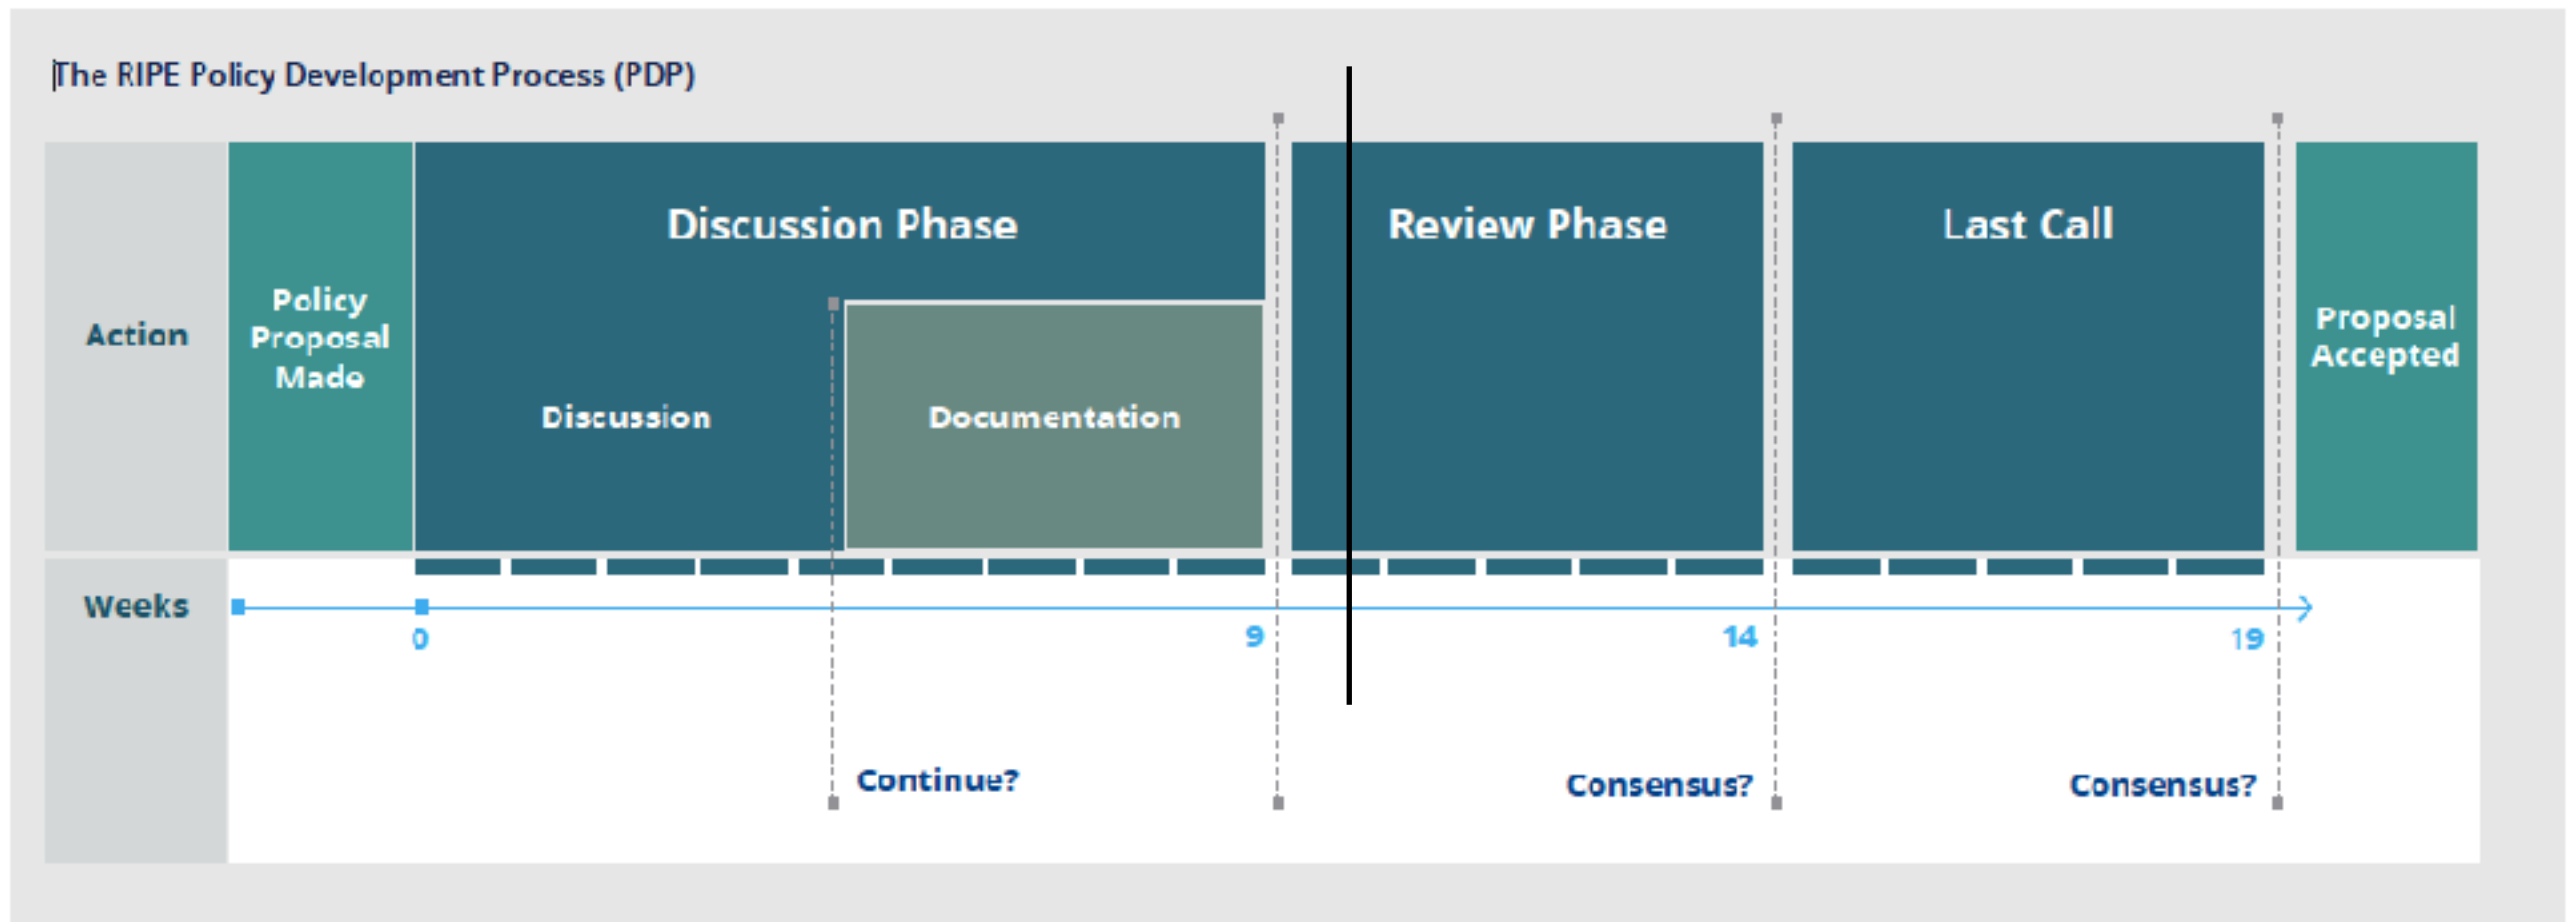 The RIPE Policy Development Process (PDP)
Action
Policy
Proposal
Made
Discussion Phase
Discussion
Documentation
Review Phase
Last Call
Proposal
Accepted
Weeks
0
9
14
19
Continue?
Consensus?
Consensus?